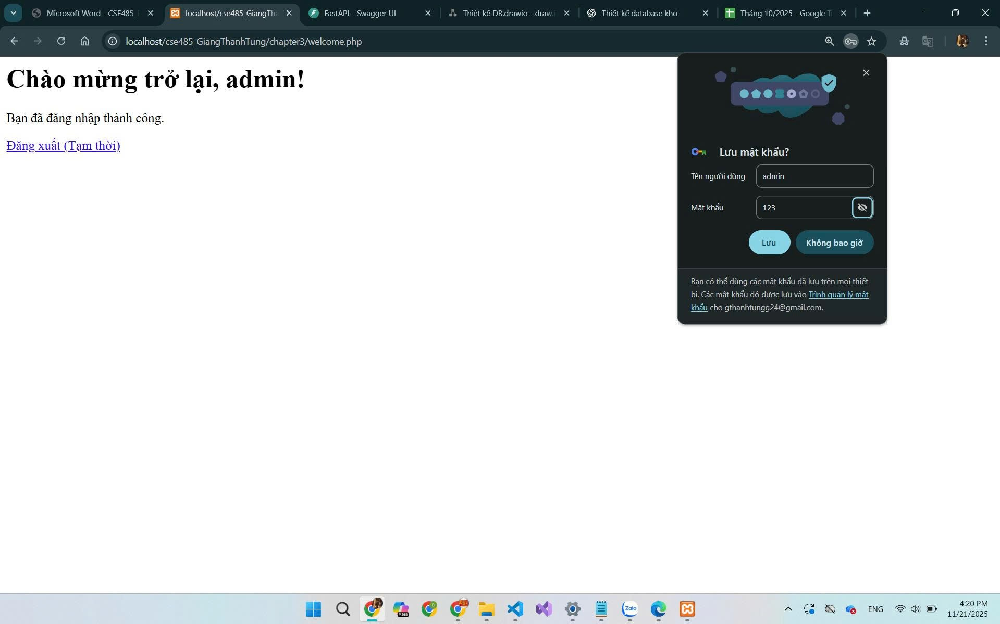 Microsoft Word - CSE485_
localhost/cse485_GiangTha
FastAPI - Swagger UI
Thiết kế DB.drawio - draw.i
Thiết kế database kho
Tháng 10/2025 - Google T
localhost/cse485_GiangThanhTung/chapter3/welcome.php
Chào mừng trở lại, admin!
Bạn đã đăng nhập thành công.
Đăng xuất (Tạm thời)
Lưu mật khẩu?
Tên người dùng
admin
Mật khẩu
123
Lưu
Không bao giờ
Bạn có thể dùng các mật khẩu đã lưu trên mọi thiết
bị. Các mật khẩu đó được lưu vào Trình quản lý mật
khẩu cho gthanhtungg24@gmail.com.
M365
B
Zalo
ENG
4:20 PM
11/21/2025